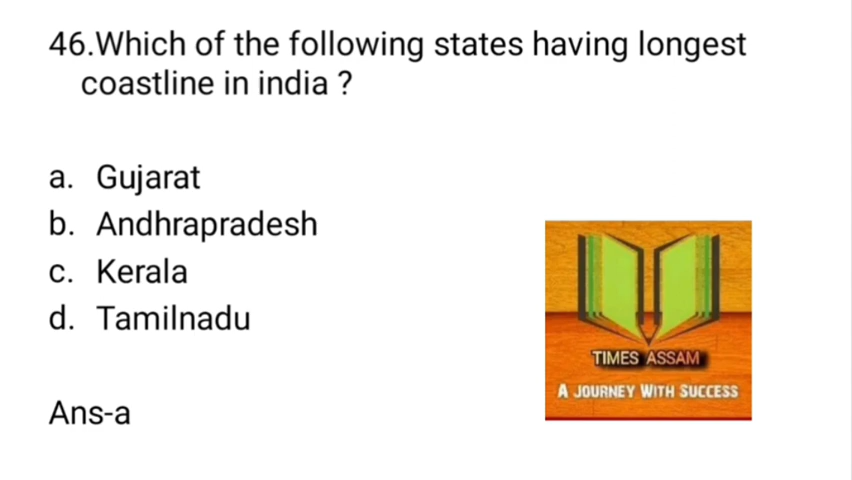 46.Which of the following states having longest
coastline in india ?
a. Gujarat
b. Andhrapradesh
c. Kerala
d. Tamilnadu
TIMES ASSAM
A JOURNEY WITH SUCCESS
Ans-a